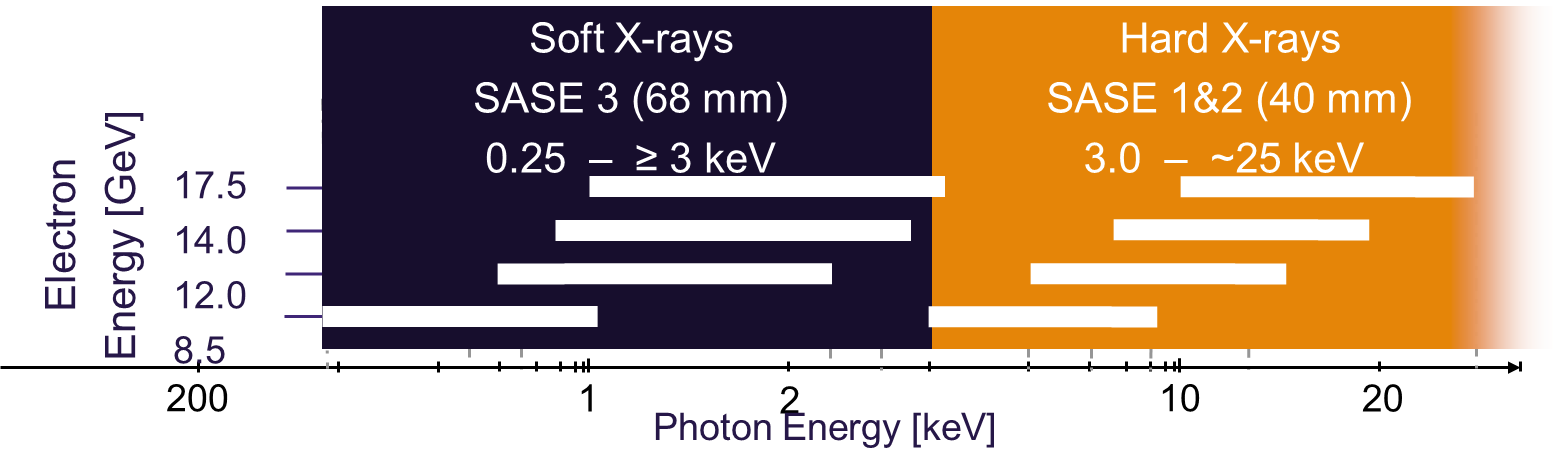 Soft X-rays
SASE 3 (68 mm)
0.25 – ≥ 3 keV
Hard X-rays
SASE 1&2 (40 mm)
3.0 – ~25 keV
Electron
Energy [GeV]
17.5
14.0
12.0
8,5
200
1
2
10
20
Photon Energy [keV]